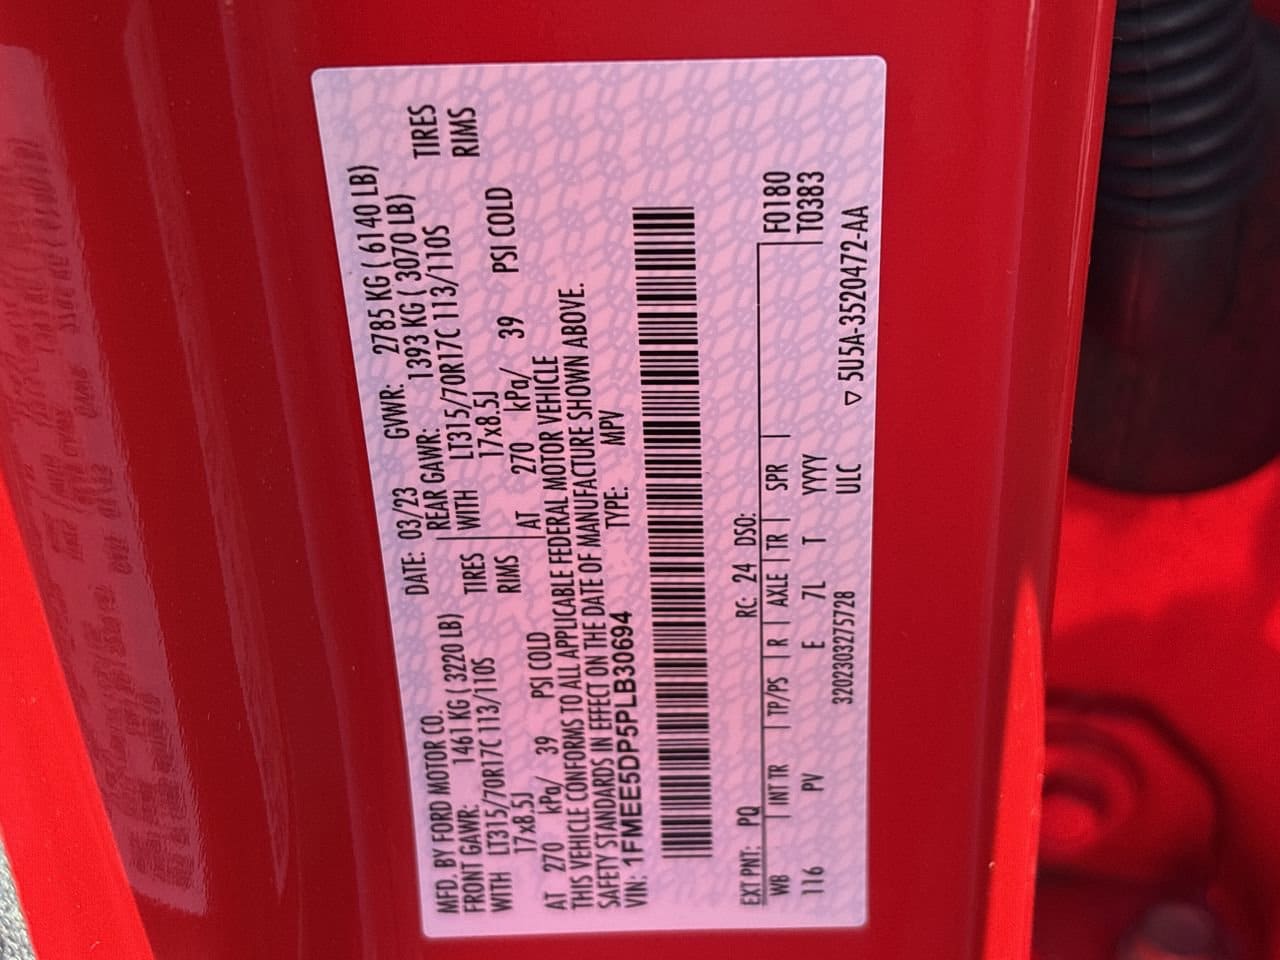 MFD. BY FORD MOTOR CO.
DATE: 03/23 GVWR: 2785 KG ( 6140 LB)
FRONT GAWR: 1461 KG ( 3220 LB) REAR GAWR: 1393 KG ( 3070 LB)
WITH LT315/70R17C 113/110S TIRES WITH LT315/70R17C 113/110S TIRES
17x8.5J RIMS 17x8.5J RIMS
AT 270 kPa/ 39 PSI COLD AT 270 kPa/ 39 PSI COLD
THIS VEHICLE CONFORMS TO ALL APPLICABLE FEDERAL MOTOR VEHICLE
SAFETY STANDARDS IN EFFECT ON THE DATE OF MANUFACTURE SHOWN ABOVE.
VIN: 1FMEE5DP5PLB30694 TYPE: MPV
F0180
T0383
EXT PNT: PQ RC: 24 DSO:
WB INT TR TP/PS R AXLE TR SPR
116 PV E 7L T YYYY
3202303275728 ULC ▽ 5U5A-3520472-AA